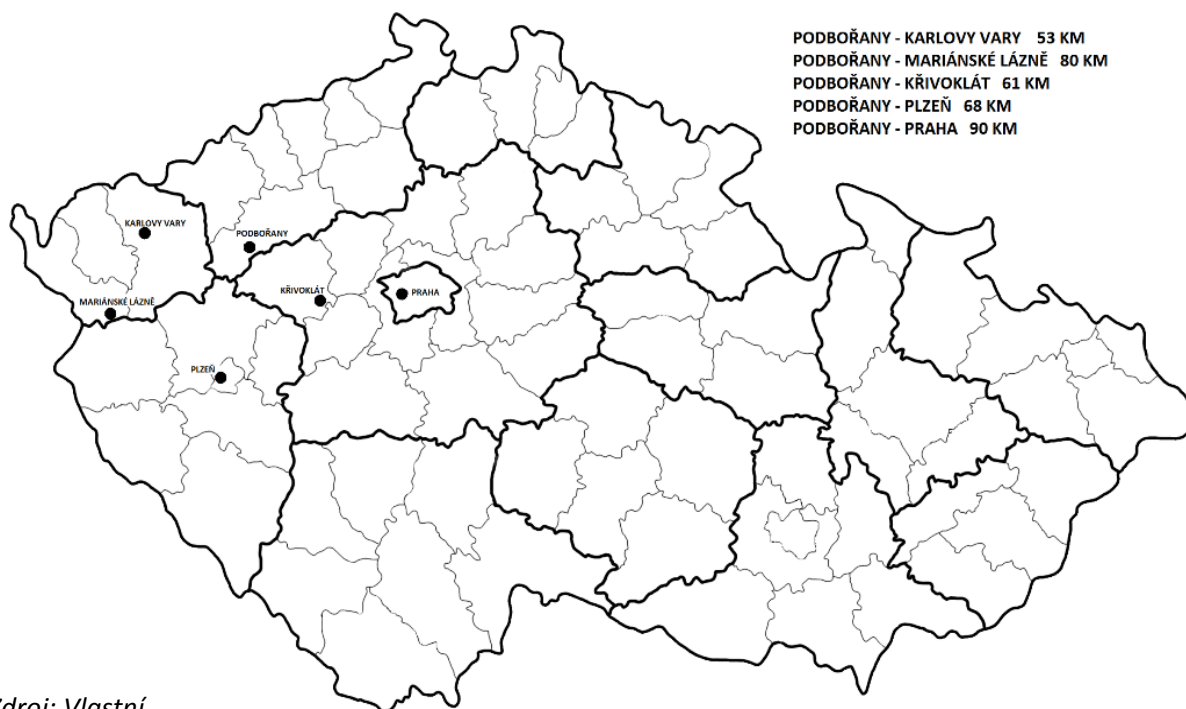 PODBOŘANY - KARLOVY VARY 53 KM
PODBOŘANY - MARIÁNSKÉ LÁZNĚ 80 KM
PODBOŘANY - KŘIVOKLÁT 61 KM
PODBOŘANY - PLZEŇ 68 KM
PODBOŘANY - PRAHA 90 KM
KARLOVY VARY
PODBOŘANY
KŘIVOKLÁT
PRAHA
MARIÁNSKÉ LÁZNĚ
PLZEŇ
Zdroj: Vlastní